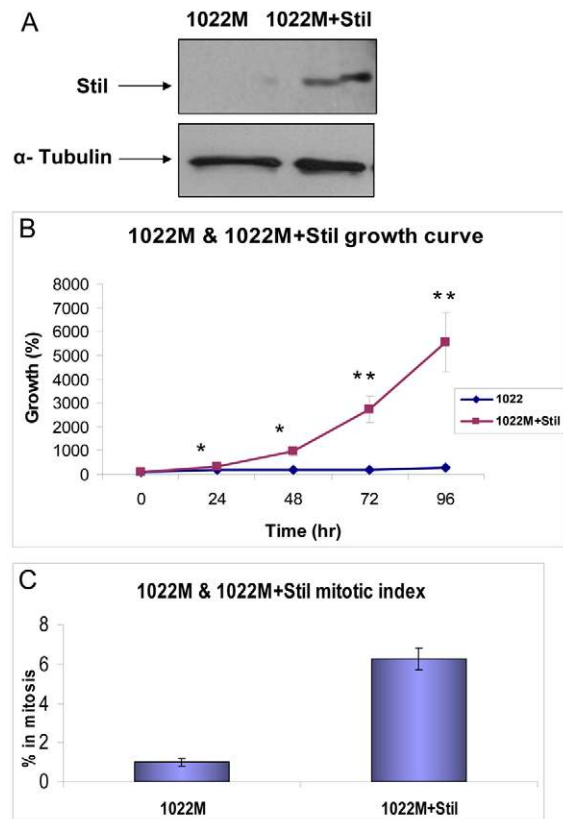 A
1022M 1022M+Stil
Stil
α- Tubulin
B
1022M & 1022M+Stil growth curve
8000
7000
6000
5000
4000
3000
2000
1000
0
Growth (%)
*
*
**
**
1022
1022M+Stil
0 24 48 72 96
Time (hr)
C
1022M & 1022M+Stil mitotic index
8
6
4
2
0
% in mitosis
1022M 1022M+Stil